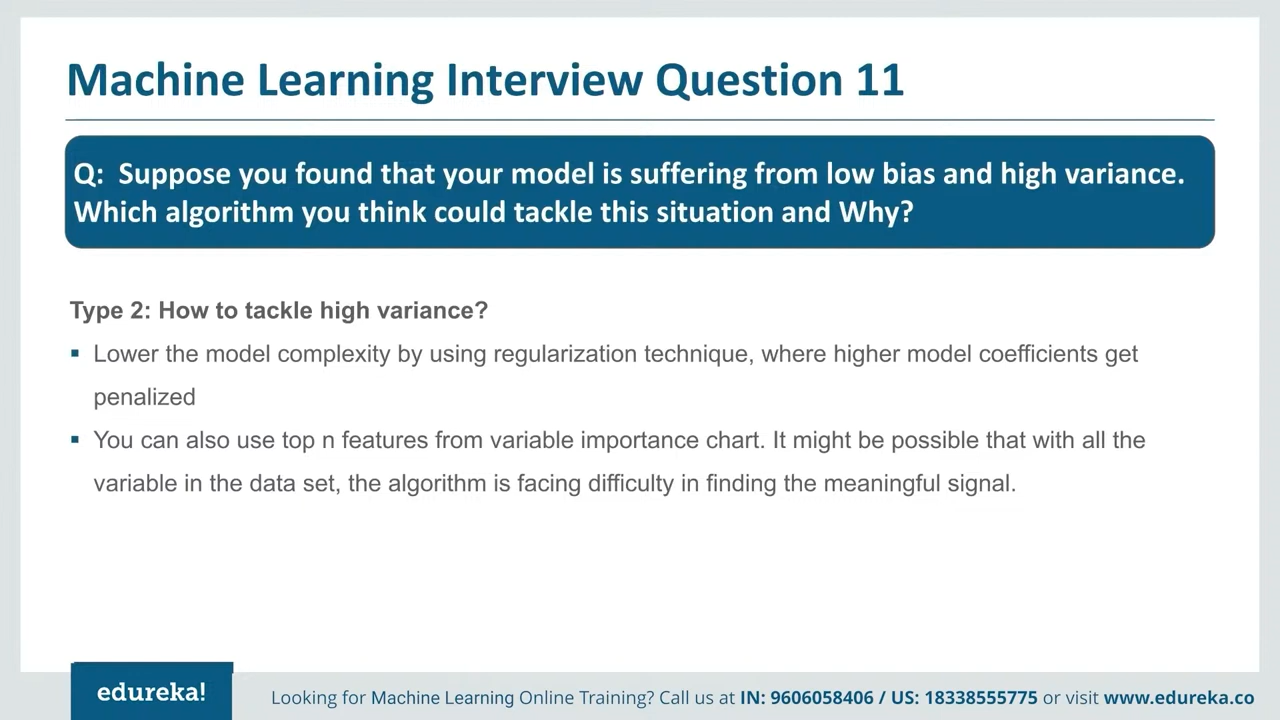 Machine Learning Interview Question 11
Q: Suppose you found that your model is suffering from low bias and high variance.
Which algorithm you think could tackle this situation and Why?
Type 2: How to tackle high variance?
▪ Lower the model complexity by using regularization technique, where higher model coefficients get
penalized
▪ You can also use top n features from variable importance chart. It might be possible that with all the
variable in the data set, the algorithm is facing difficulty in finding the meaningful signal.
edureka!
Looking for Machine Learning Online Training? Call us at IN: 9606058406 / US: 18338555775 or visit www.edureka.co